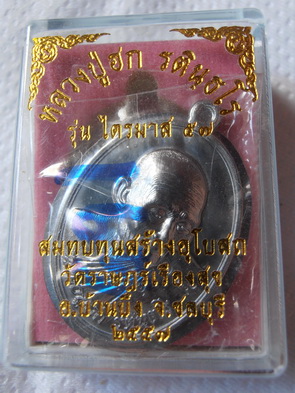 หลวงปู่ฮก รตินฺธโร
รุ่น ไตรมาส ๕๗
สมทบทุนสร้างอุโบสถ
วัดราษฎร์เรืองสุข
อ.บ้านบึง จ.ชลบุรี
๒๕๕๗